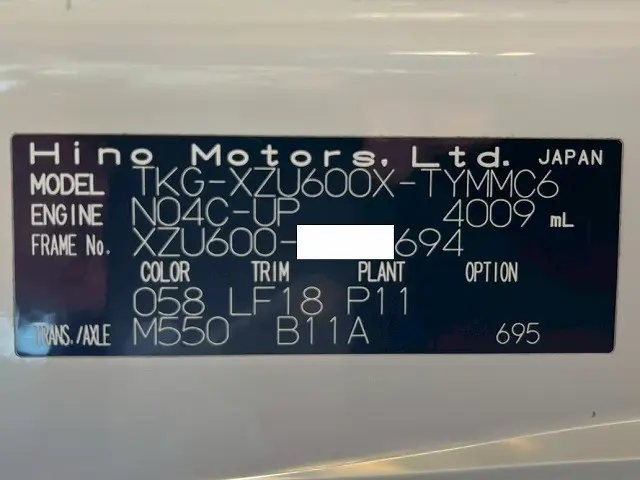 Hino Motors, Ltd. JAPAN
MODEL TKG-XZU600X-TYMMC6
ENGINE N04C-UP 4009 mL
FRAME No. XZU600- 694
COLOR TRIM PLANT OPTION
058 LF18 P11
TRANS./AXLE M550 B11A 695